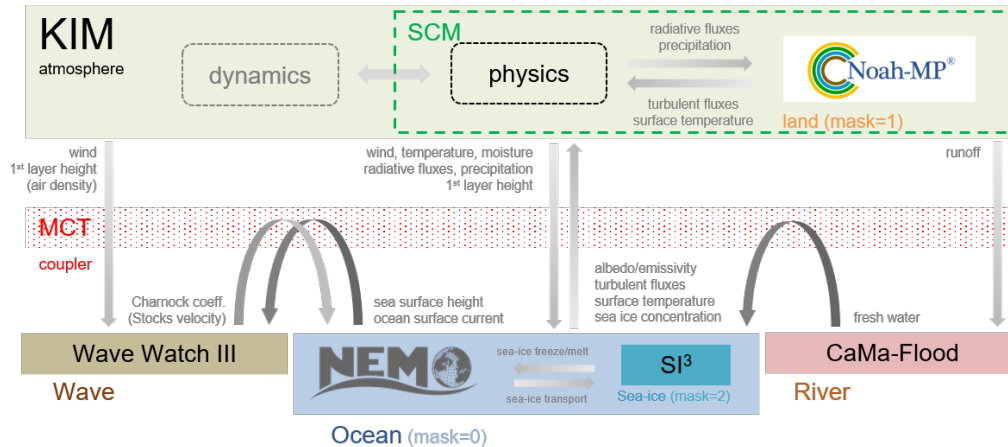 KIM
atmosphere
dynamics
SCM
physics
radiative fluxes
precipitation
turbulent fluxes
surface temperature
Noah-MP®
land (mask=1)
wind
1st layer height
(air density)
wind, temperature, moisture
radiative fluxes, precipitation
1st layer height
runoff
MCT
coupler
Charnock coeff.
(Stocks velocity)
sea surface height
ocean surface current
albedo/emissivity
turbulent fluxes
surface temperature
sea ice concentration
fresh water
Wave Watch III
Wave
NEMO
sea-ice freeze/melt
sea-ice transport
SI³
Sea-ice (mask=2)
Ocean (mask=0)
CaMa-Flood
River